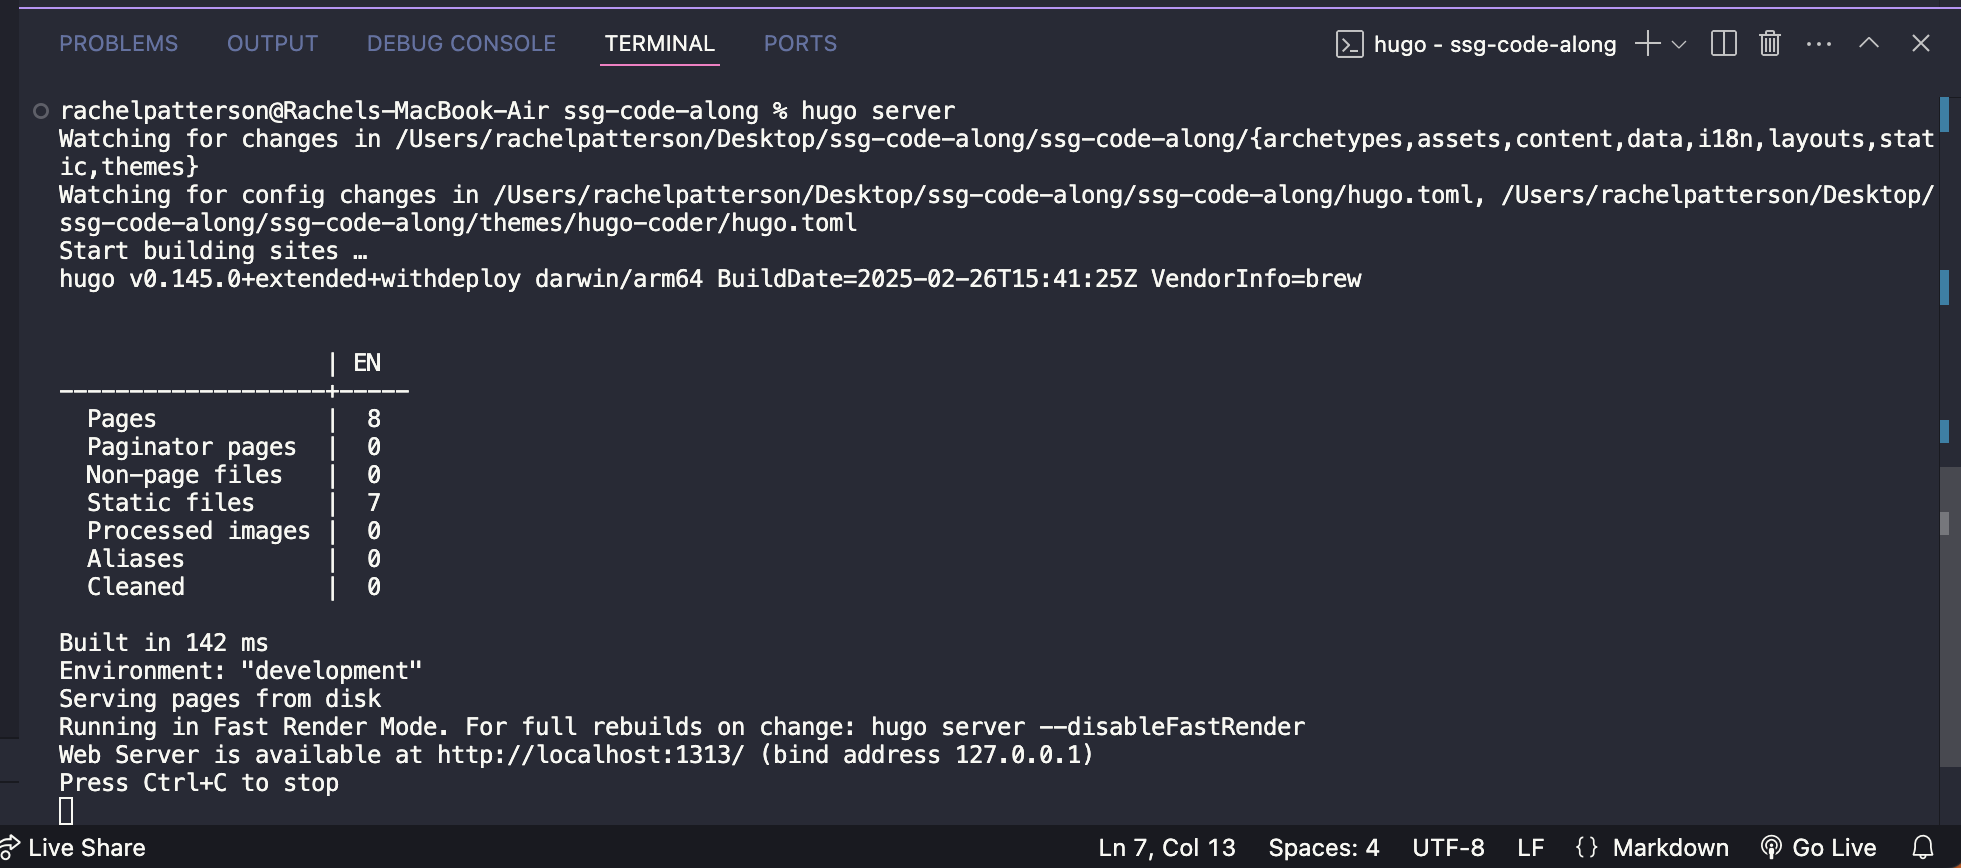 PROBLEMS OUTPUT DEBUG CONSOLE TERMINAL PORTS hugo - ssg-code-along
rachelpatterson@Rachels-MacBook-Air ssg-code-along % hugo server
Watching for changes in /Users/rachelpatterson/Desktop/ssg-code-along/ssg-code-along/{archetypes,assets,content,data,i18n,layouts,stat
ic,themes}
Watching for config changes in /Users/rachelpatterson/Desktop/ssg-code-along/ssg-code-along/hugo.toml, /Users/rachelpatterson/Desktop/
ssg-code-along/ssg-code-along/themes/hugo-coder/hugo.toml
Start building sites …
hugo v0.145.0+extended+withdeploy darwin/arm64 BuildDate=2025-02-26T15:41:25Z VendorInfo=brew
                   | EN
-------------------+-----
  Pages            |  8
  Paginator pages  |  0
  Non-page files   |  0
  Static files     |  7
  Processed images |  0
  Aliases          |  0
  Cleaned          |  0
Built in 142 ms
Environment: "development"
Serving pages from disk
Running in Fast Render Mode. For full rebuilds on change: hugo server --disableFastRender
Web Server is available at http://localhost:1313/ (bind address 127.0.0.1)
Press Ctrl+C to stop
Live Share Ln 7, Col 13 Spaces: 4 UTF-8 LF {} Markdown Go Live